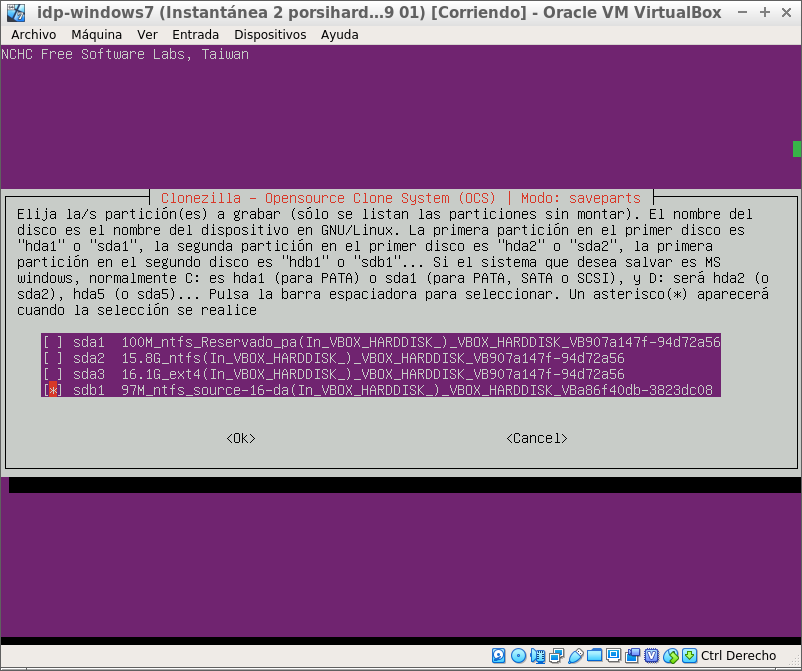 idp-windows7 (Instantánea 2 porsihard...9 01) [Corriendo] - Oracle VM VirtualBox
Archivo Máquina Ver Entrada Dispositivos Ayuda
NCHC Free Software Labs, Taiwan
Clonezilla - Opensource Clone System (OCS) | Modo: saveparts
Elija la/s partición(es) a grabar (sólo se listan las particiones sin montar). El nombre del
disco es el nombre del dispositivo en GNU/Linux. La primera partición en el primer disco es
"hda1" o "sda1", la segunda partición en el primer disco es "hda2" o "sda2", la primera
partición en el segundo disco es "hdb1" o "sdb1"... Si el sistema que desea salvar es MS
windows, normalmente C: es hda1 (para PATA) o sda1 (para PATA, SATA o SCSI), y D: será hda2 (o
sda2), hda5 (o sda5)... Pulsa la barra espaciadora para seleccionar. Un asterisco(*) aparecerá
cuando la selección se realice
[ ] sda1 100M_ntfs_Reservado_pa(In_VBOX_HARDDISK_)_VBOX_HARDDISK_VB907a147f-94d72a56
[ ] sda2 15.8G_ntfs(In_VBOX_HARDDISK_)_VBOX_HARDDISK_VB907a147f-94d72a56
[ ] sda3 16.1G_ext4(In_VBOX_HARDDISK_)_VBOX_HARDDISK_VB907a147f-94d72a56
[*] sdb1 97M_ntfs_source-16-da(In_VBOX_HARDDISK_)_VBOX_HARDDISK_VBa86f40db-3823dc08
<Ok> <Cancel>
Ctrl Derecho